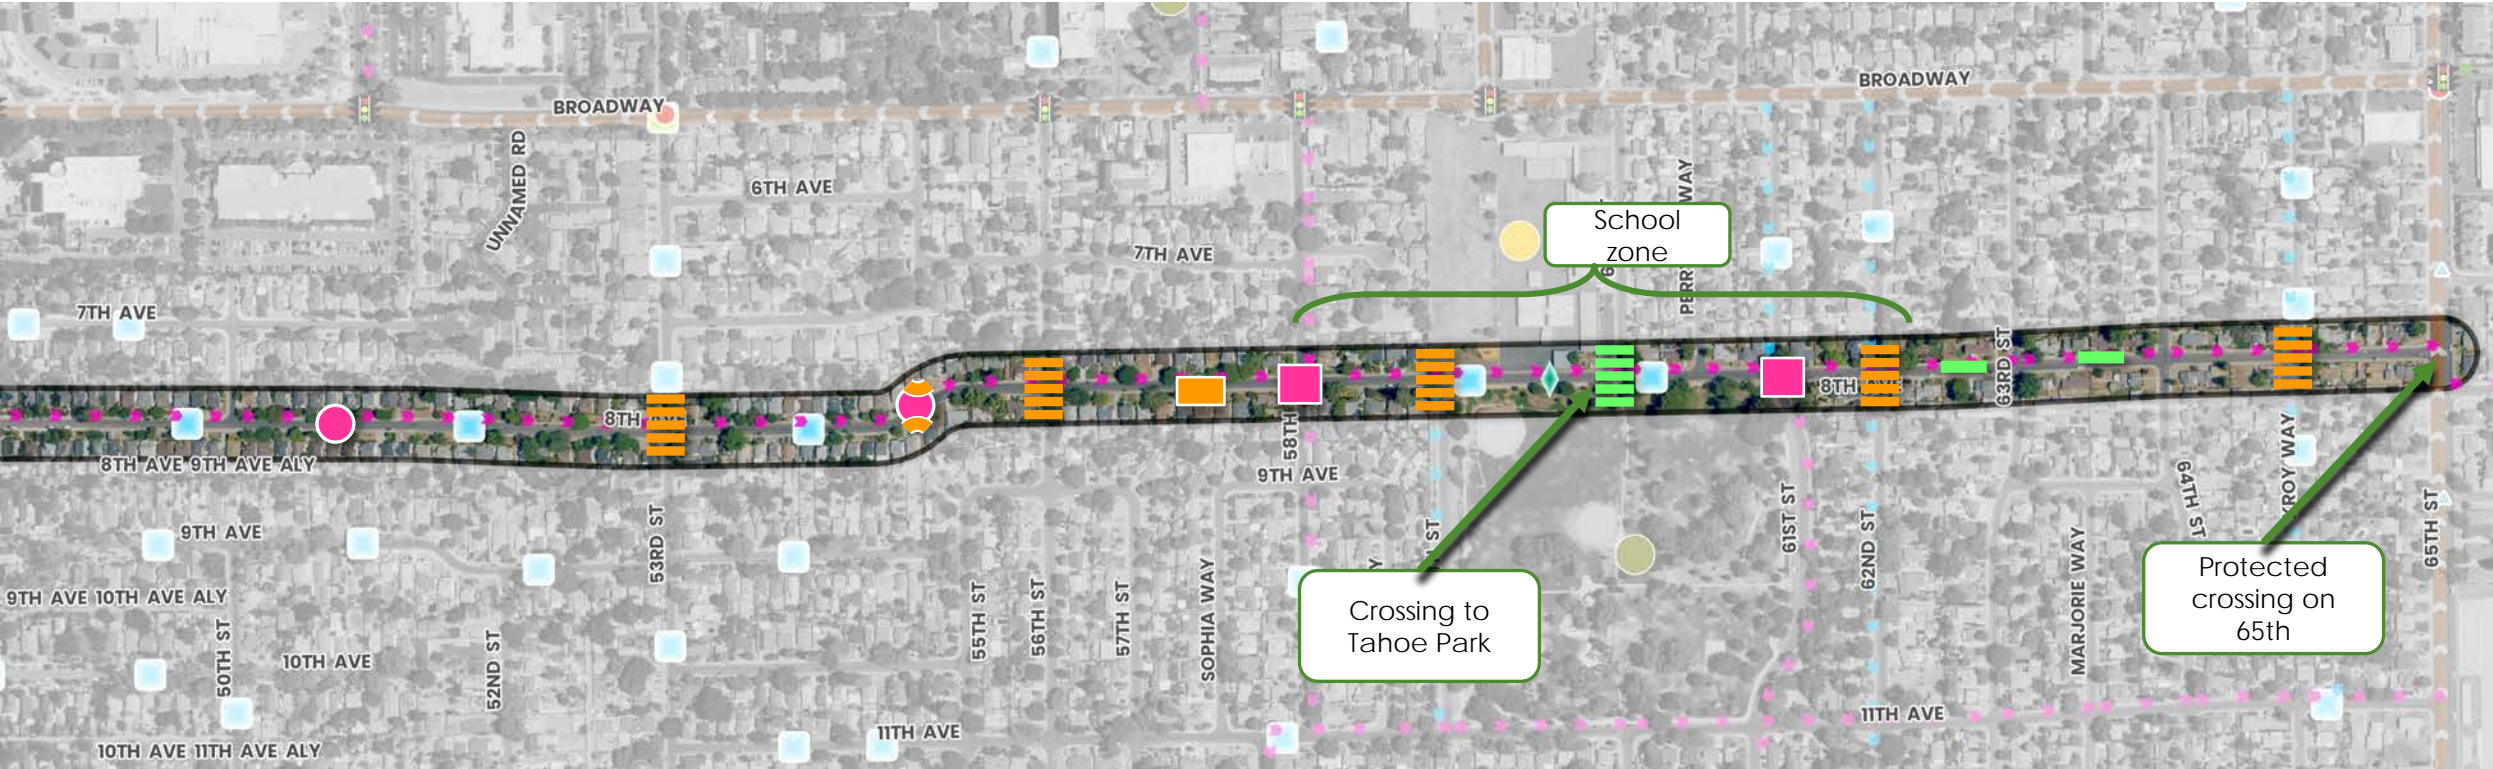 BROADWAY
BROADWAY
UNNAMED RD
6TH AVE
WAY
School
zone
7TH AVE
7TH AVE
63RD ST
8TH
8TH
58TH
8TH AVE 9TH AVE ALY
9TH AVE
9TH AVE
53RD ST
61ST ST
62ND ST
64TH ST
65TH ST
Protected
crossing on
65th
Crossing to
Tahoe Park
9TH AVE 10TH AVE ALY
50TH ST
10TH AVE
52ND ST
55TH ST
56TH ST
57TH ST
SOPHIA WAY
MARJORIE WAY
11TH AVE
11TH AVE
10TH AVE 11TH AVE ALY